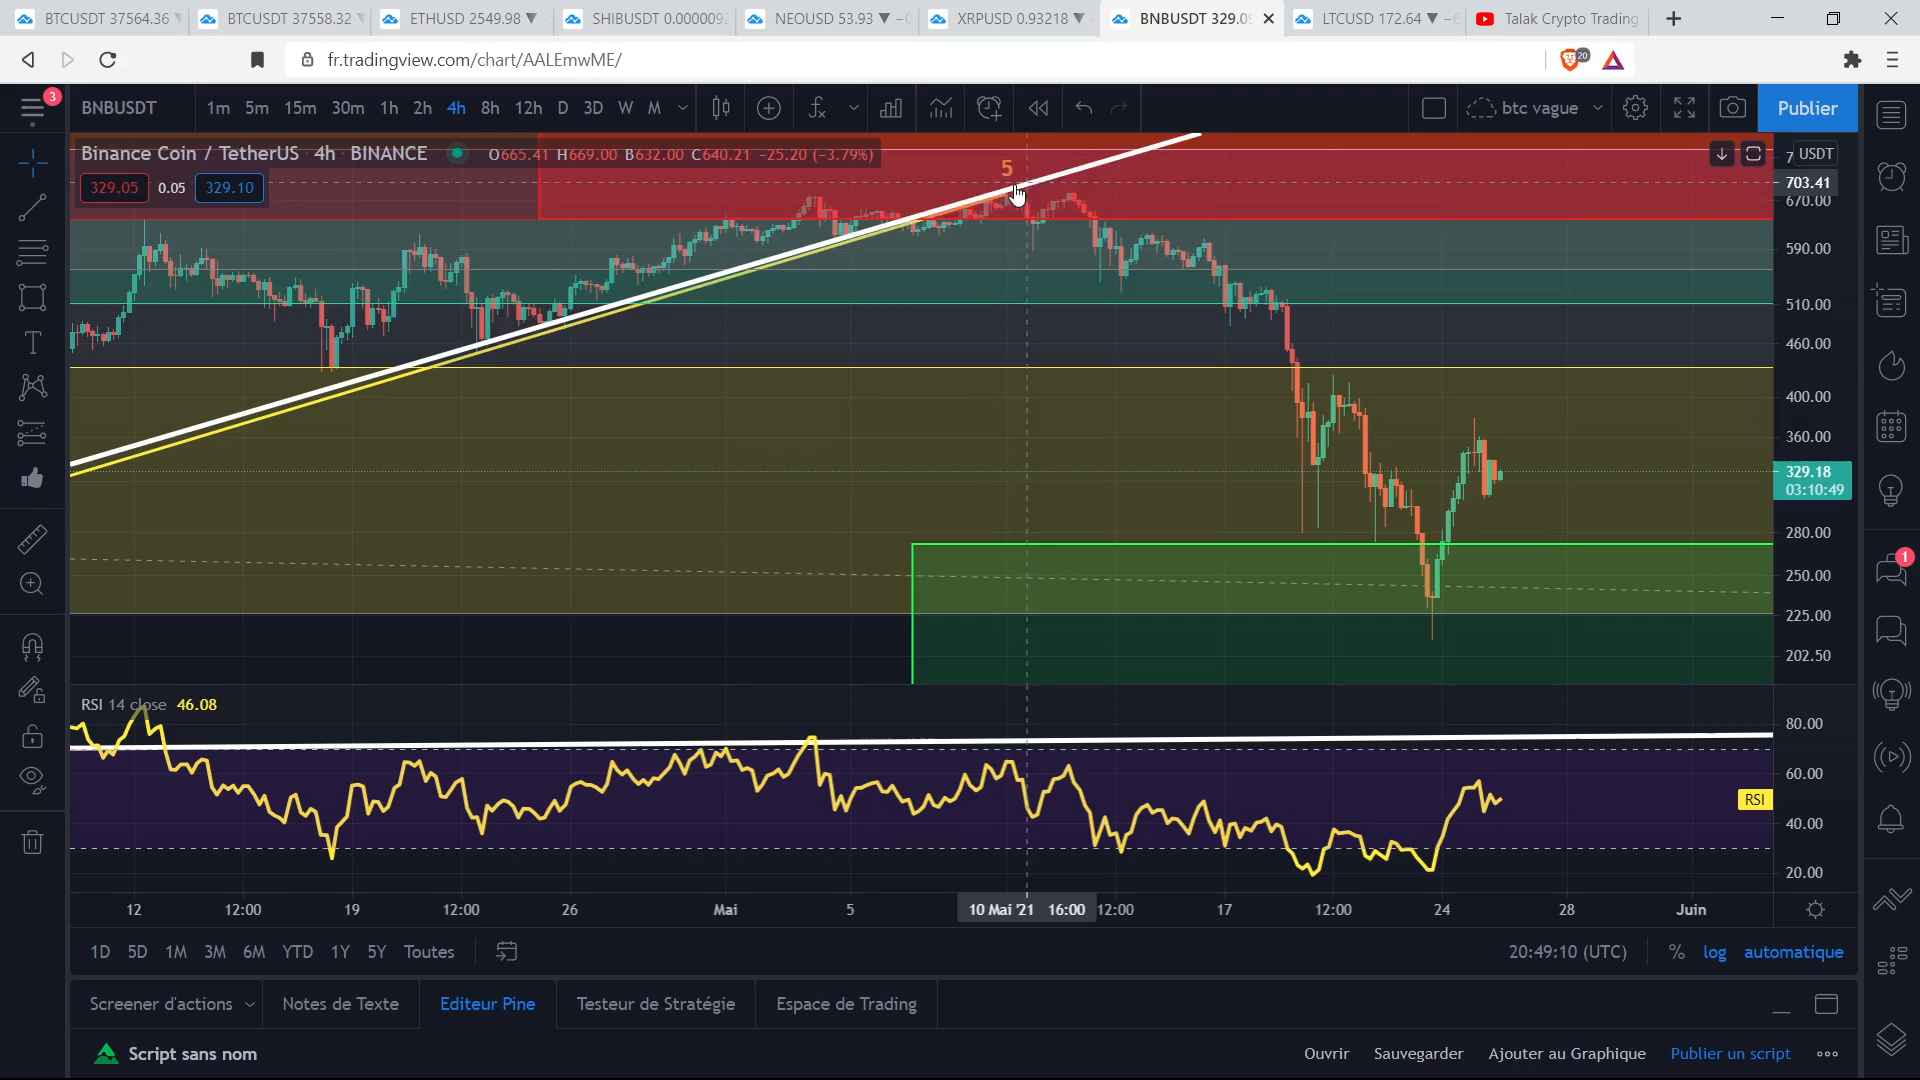 BTCUSDT 37564.36
BTCUSDT 37558.32
ETHUSD 2549.98 ▼
SHIBUSDT 0.0000092
NEOUSD 53.93 ▼
XRPUSD 0.93218 ▼
BNBUSDT 329.0
LTCUSD 172.64 ▼
Talak Crypto Trading
fr.tradingview.com/chart/AALEmwME/
20
3
BNBUSDT 1m 5m 15m 30m 1h 2h 4h 8h 12h D 3D W M
btc vague
Publier
Binance Coin / TetherUS 4h BINANCE O665.41 H669.00 B632.00 C640.21 −25.20 (−3.79%)
329.05 0.05 329.10
5
USDT
703.41
670.00
590.00
510.00
460.00
400.00
360.00
329.18
03:10:49
280.00
250.00
225.00
202.50
1
RSI 14 close 46.08
80.00
60.00
RSI
40.00
20.00
12 12:00 19 12:00 26 Mai 5 10 Mai '21 16:00 12:00 17 12:00 24 28 Juin
1D 5D 1M 3M 6M YTD 1Y 5Y Toutes
20:49:10 (UTC) % log automatique
Screener d'actions Notes de Texte Editeur Pine Testeur de Stratégie Espace de Trading
Script sans nom
Ouvrir Sauvegarder Ajouter au Graphique Publier un script